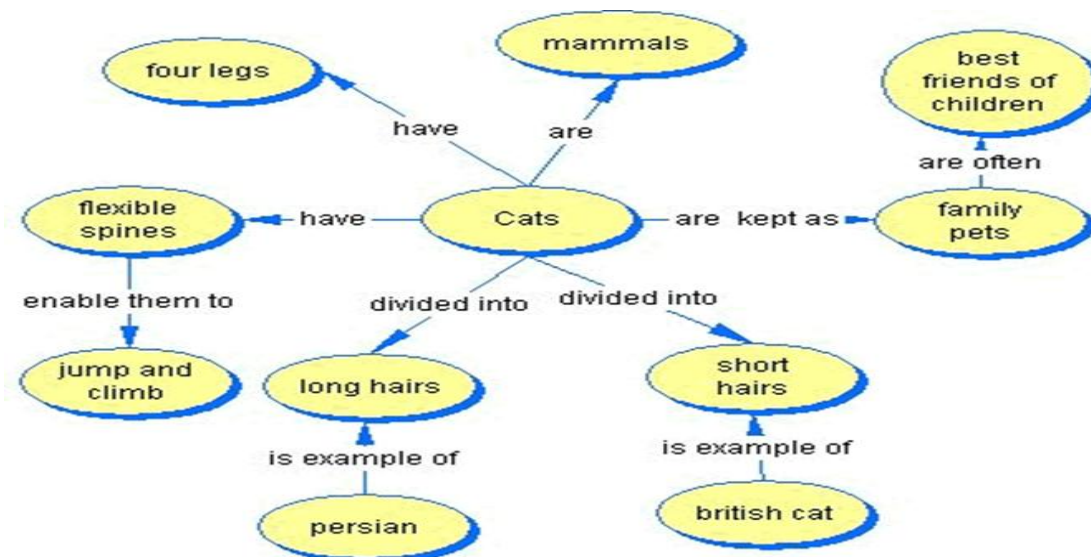 mammals
four legs
best
friends of
children
have
are
are often
flexible
spines
have
Cats
are kept as
family
pets
enable them to
divided into
divided into
jump and
climb
long hairs
short
hairs
is example of
is example of
persian
british cat